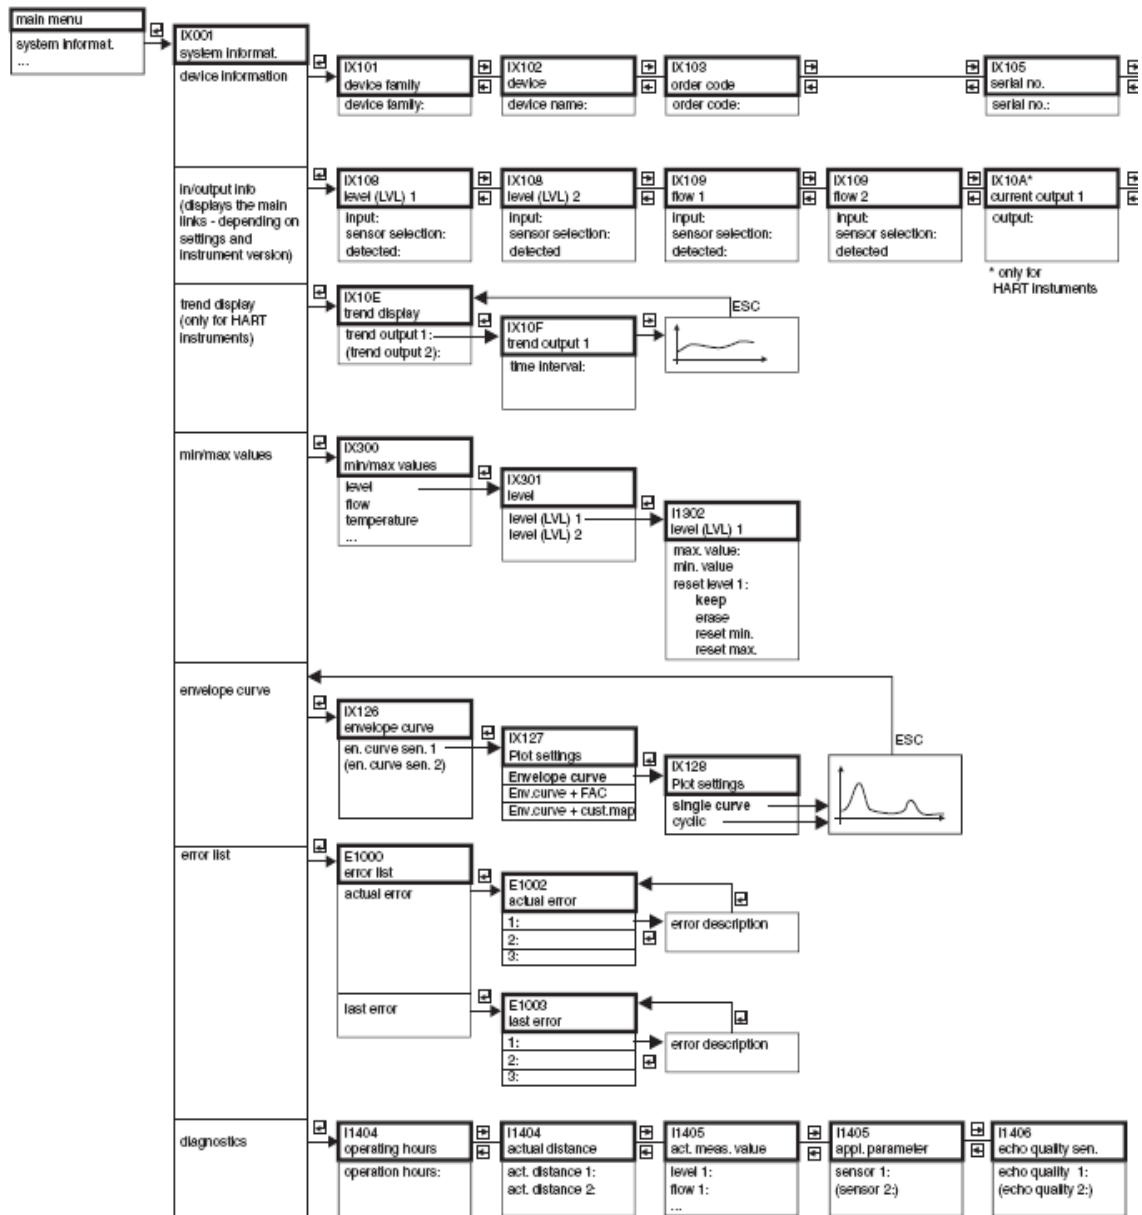 main menu
system informat.
...
IX001
system informat.
device information
IX101
device family
device family:
IX102
device
device name:
IX103
order code
order code:
IX105
serial no.
serial no.:
in/output info
(displays the main
links - depending on
settings and
instrument version)
IX108
level (LVL) 1
input:
sensor selection:
detected:
IX108
level (LVL) 2
input:
sensor selection:
detected
IX109
flow 1
input:
sensor selection:
detected:
IX109
flow 2
input:
sensor selection:
detected
IX10A*
current output 1
output:
* only for
HART instuments
trend display
(only for HART
instruments)
IX10E
trend display
trend output 1:
(trend output 2):
IX10F
trend output 1
time interval:
ESC
min/max values
IX300
min/max values
level
flow
temperature
...
IX301
level
level (LVL) 1
level (LVL) 2
I1302
level (LVL) 1
max. value:
min. value
reset level 1:
keep
erase
reset min.
reset max.
envelope curve
IX126
envelope curve
en. curve sen. 1
(en. curve sen. 2)
IX127
Plot settings
Envelope curve
Env.curve + FAC
Env.curve + cust.map
IX128
Plot settings
single curve
cyclic
ESC
error list
E1000
error list
actual error
E1002
actual error
1:
2:
3:
error description
last error
E1003
last error
1:
2:
3:
error description
diagnostics
I1404
operating hours
operation hours:
I1404
actual distance
act. distance 1:
act. distance 2:
I1405
act. meas. value
level 1:
flow 1:
...
I1405
appl. parameter
sensor 1:
(sensor 2:)
I1406
echo quality sen.
echo quality 1:
(echo quality 2:)